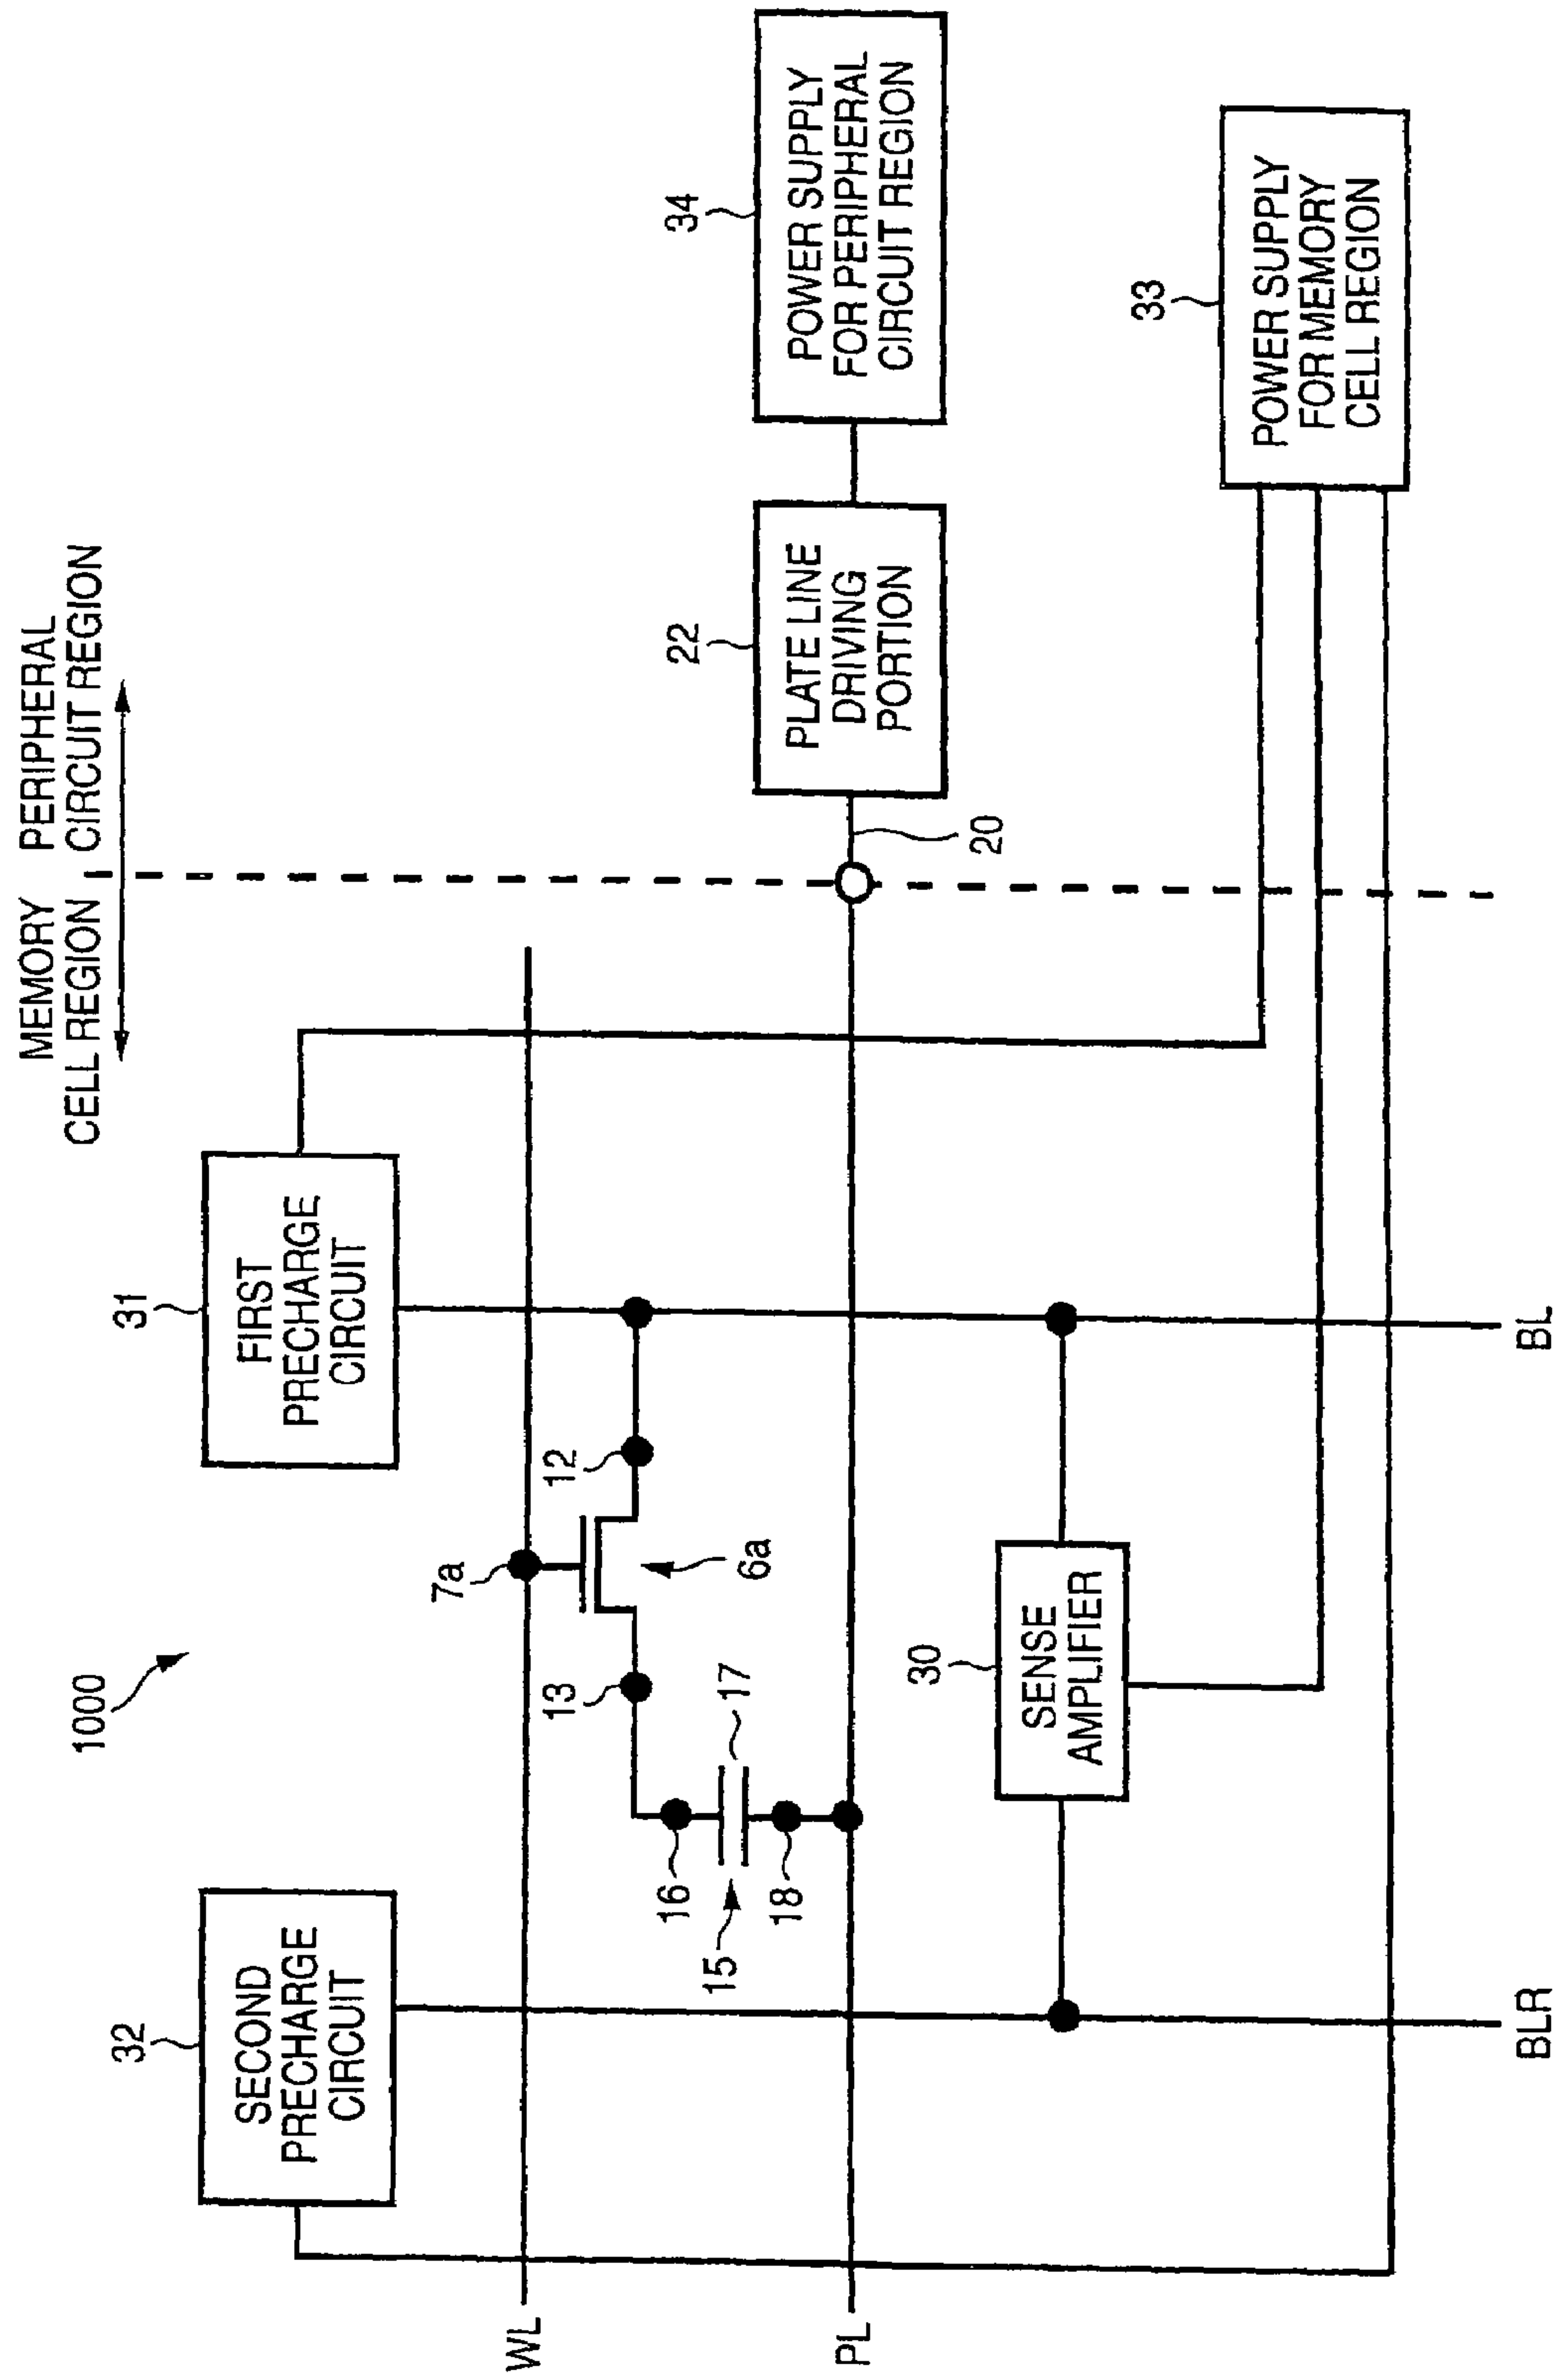 1000
MEMORY
CELL REGION
PERIPHERAL
CIRCUIT REGION
32
SECOND
PRECHARGE
CIRCUIT
31
FIRST
PRECHARGE
CIRCUIT
WL
7a
13
12
6a
16
15
17
18
34
POWER SUPPLY
FOR PERIPHERAL
CIRCUIT REGION
22
PLATE LINE
DRIVING
PORTION
PL
20
30
SENSE
AMPLIFIER
33
POWER SUPPLY
FOR MEMORY
CELL REGION
BLR
BL